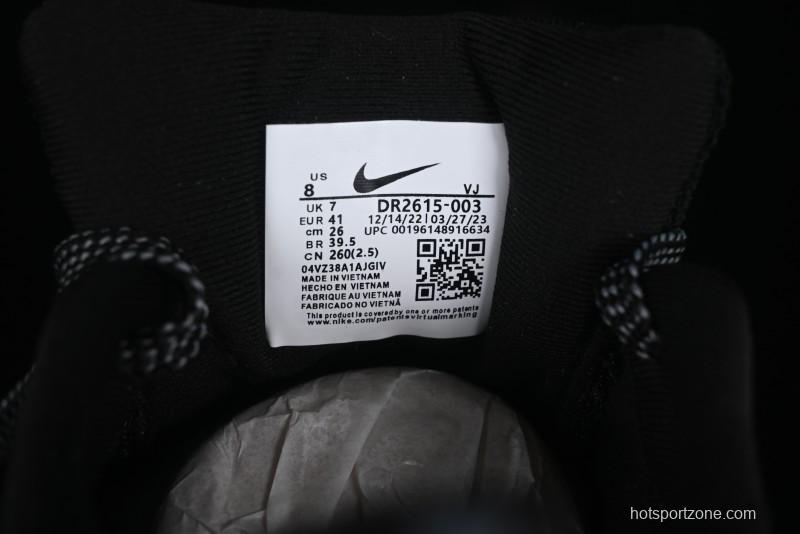 US
8 VJ
UK 7 DR2615-003
EUR 41 12/14/22 | 03/27/23
cm 26 UPC 00196148916634
BR 39.5
CN 260(2.5)
04VZ38A1AJGIV
MADE IN VIETNAM
HECHO EN VIETNAM
FABRIQUE AU VIETNAM
FABRICADO NO VIETNÃ
This product is covered by one or more patents
www.nike.com/patentsvirtualmarking
hotsportzone.com